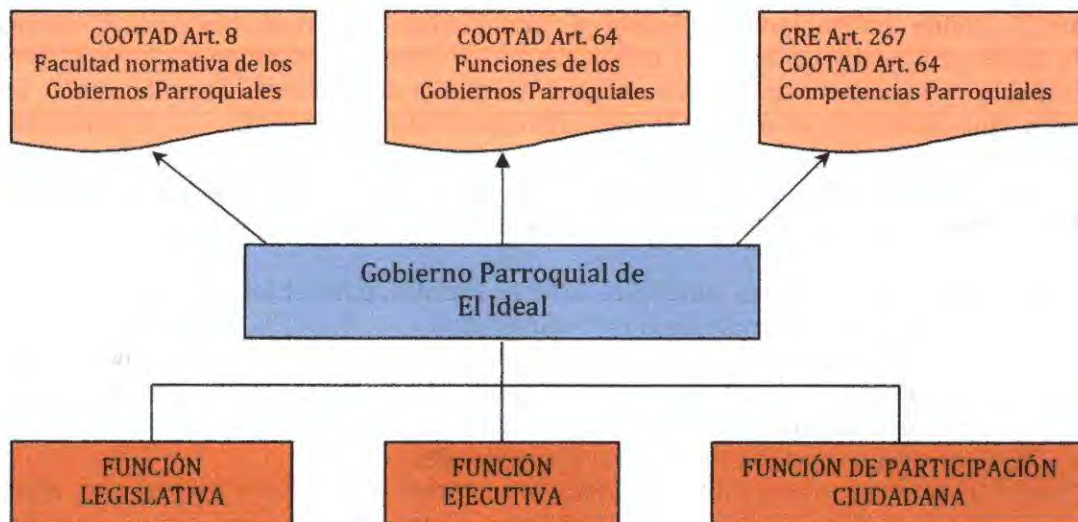 COOTAD Art. 8
Facultad normativa de los
Gobiernos Parroquiales
COOTAD Art. 64
Funciones de los
Gobiernos Parroquiales
CRE Art. 267
COOTAD Art. 64
Competencias Parroquiales
Gobierno Parroquial de
El Ideal
FUNCIÓN
LEGISLATIVA
FUNCIÓN
EJECUTIVA
FUNCIÓN DE PARTICIPACIÓN
CIUDADANA